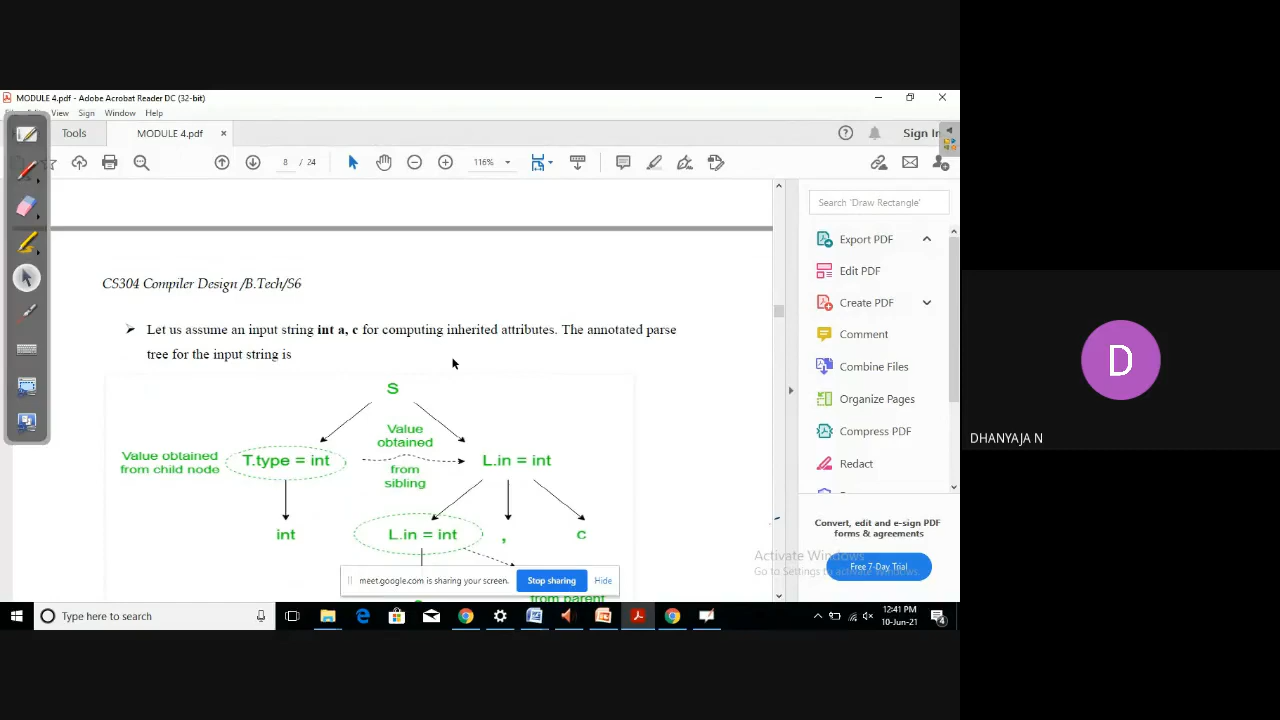 MODULE 4.pdf - Adobe Acrobat Reader DC (32-bit)
View Sign Window Help
Tools
MODULE 4.pdf
×
Sign In
8 / 24
116%
CS304 Compiler Design /B.Tech/S6
Let us assume an input string int a, c for computing inherited attributes. The annotated parse
tree for the input string is
S
Value obtained
from child node
T.type = int
Value
obtained
from
sibling
L.in = int
int
L.in = int
,
c
from parent
meet.google.com is sharing your screen.
Stop sharing
Hide
Search 'Draw Rectangle'
Export PDF
Edit PDF
Create PDF
Comment
Combine Files
Organize Pages
Compress PDF
Redact
Convert, edit and e-sign PDF
forms & agreements
Free 7-Day Trial
Activate Windows
Go to Settings to activate Windows.
Type here to search
12:41 PM
10-Jun-21
4
D
DHANYAJA N